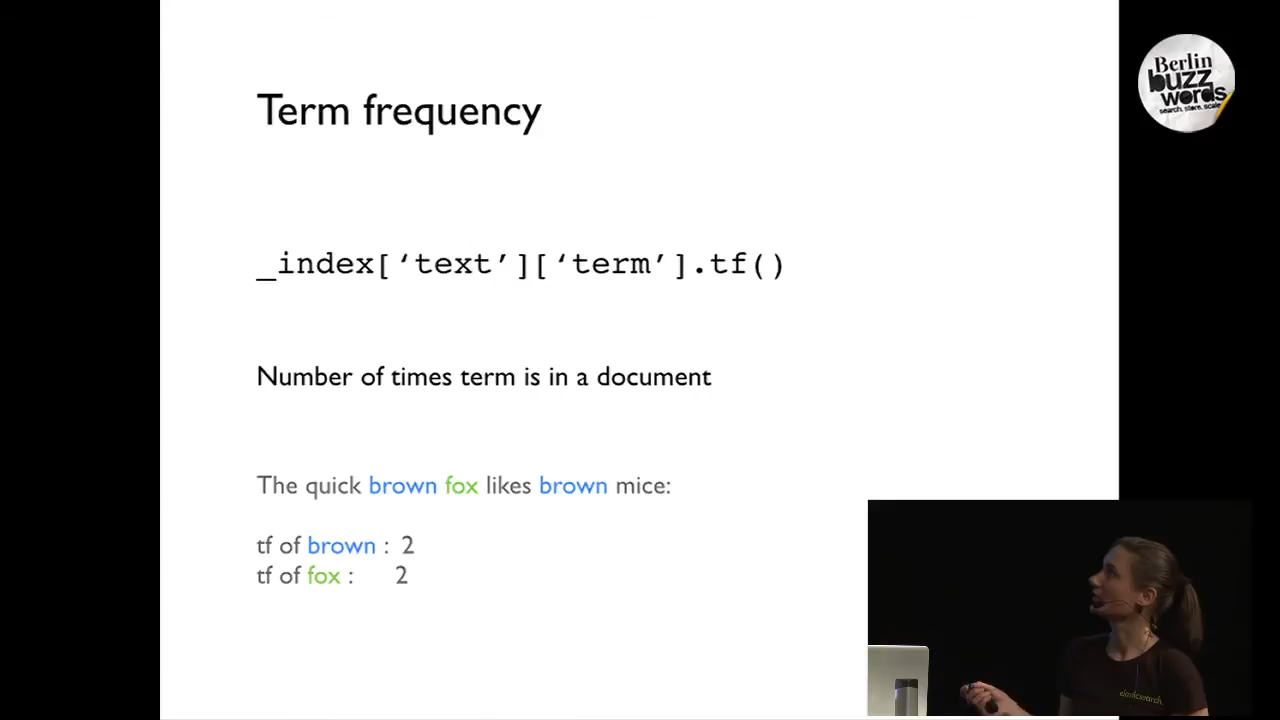 Term frequency
_index[‘text’][‘term’].tf()
Number of times term is in a document
The quick brown fox likes brown mice:
tf of brown : 2
tf of fox : 2
Berlin
buzz
words
search. store. scale.
elasticsearch.